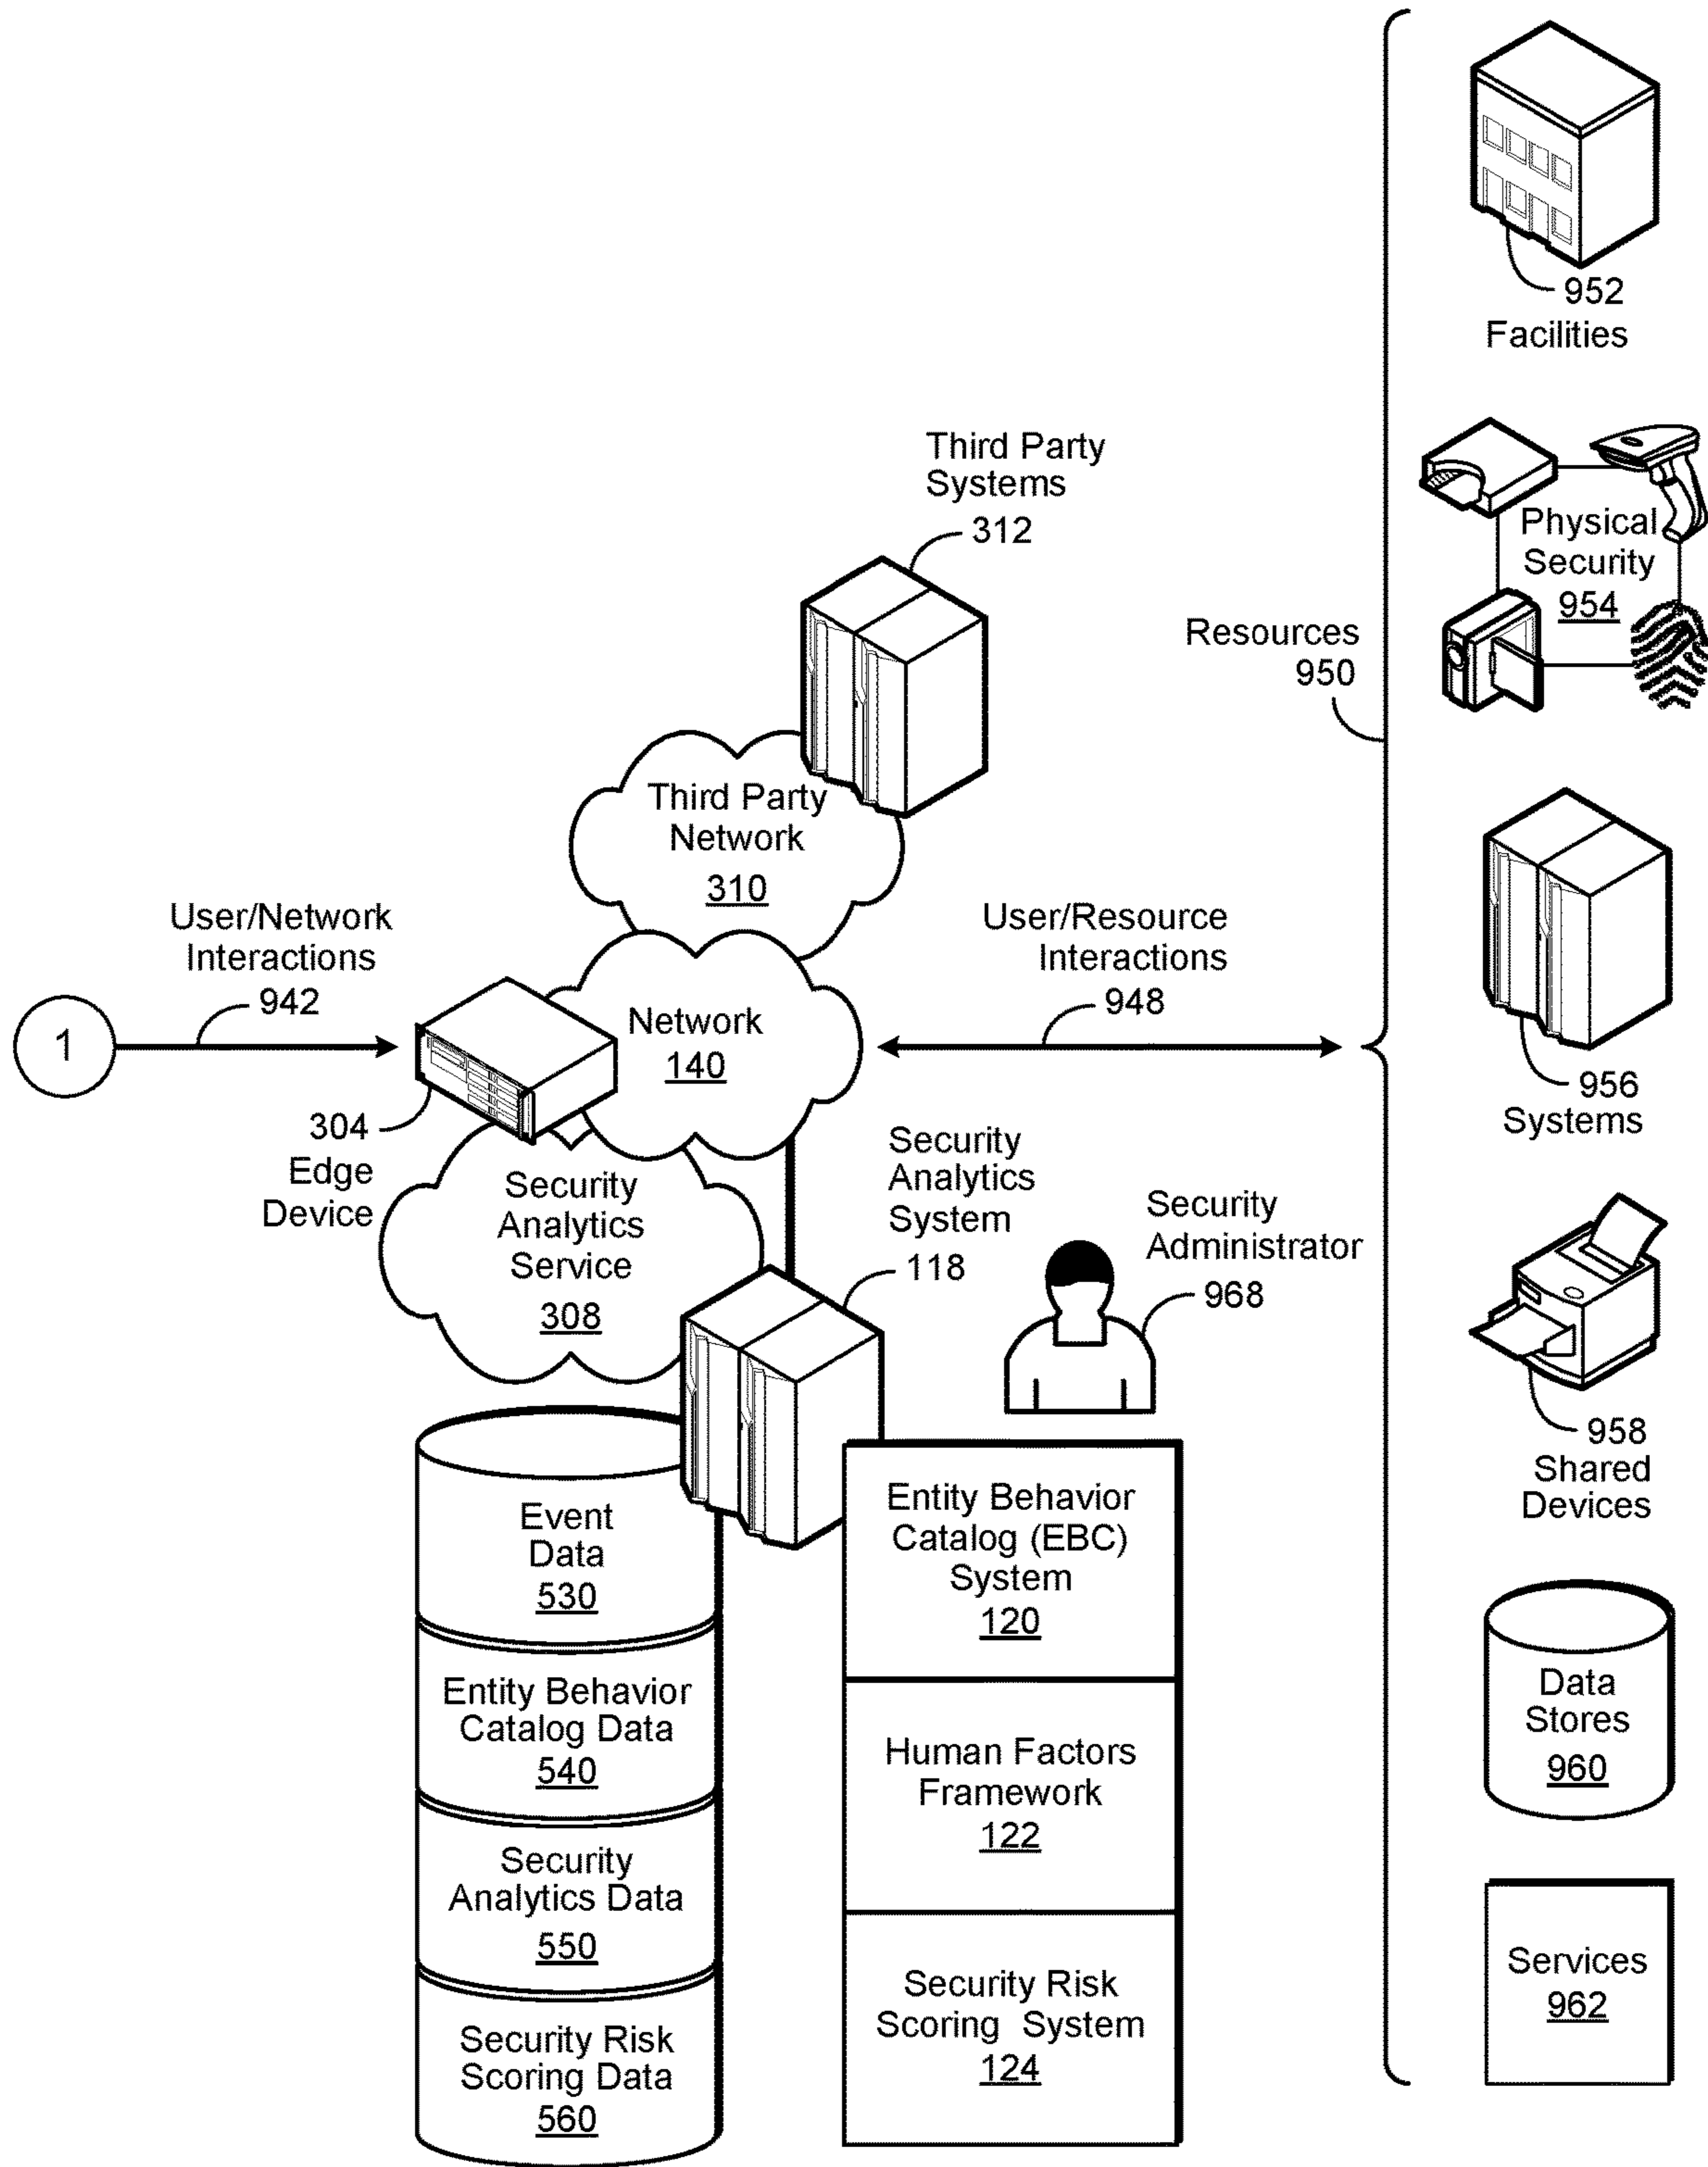 952
Facilities
Third Party
Systems
312
Physical
Security
954
Resources
950
Third Party
Network
310
User/Network
Interactions
942
User/Resource
Interactions
948
1
Network
140
956
Systems
304
Edge
Device
Security
Analytics
Service
308
Security
Analytics
System
118
Security
Administrator
968
958
Shared
Devices
Event
Data
530
Entity Behavior
Catalog (EBC)
System
120
Entity Behavior
Catalog Data
540
Human Factors
Framework
122
Data
Stores
960
Security
Analytics Data
550
Security Risk
Scoring System
124
Services
962
Security Risk
Scoring Data
560